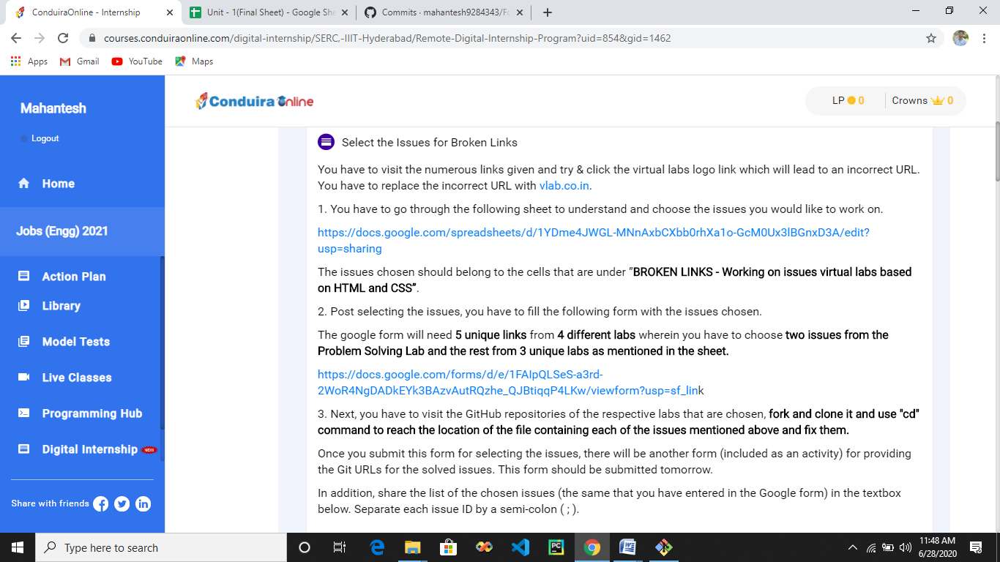 ConduiraOnline - Internship
Unit - 1(Final Sheet) - Google She
Commits · mahantesh9284343/Fo
courses.conduiraonline.com/digital-internship/SERC,-IIIT-Hyderabad/Remote-Digital-Internship-Program?uid=854&gid=1462
Apps
Gmail
YouTube
Maps
Mahantesh
Logout
Home
Jobs (Engg) 2021
Action Plan
Library
Model Tests
Live Classes
Programming Hub
Digital Internship NEW
Share with friends
Conduira Online
LP 0
Crowns 0
Select the Issues for Broken Links
You have to visit the numerous links given and try & click the virtual labs logo link which will lead to an incorrect URL.
You have to replace the incorrect URL with vlab.co.in.
1. You have to go through the following sheet to understand and choose the issues you would like to work on.
https://docs.google.com/spreadsheets/d/1YDme4JWGL-MNnAxbCXbb0rhXa1o-GcM0Ux3lBGnxD3A/edit?
usp=sharing
The issues chosen should belong to the cells that are under "BROKEN LINKS - Working on issues virtual labs based
on HTML and CSS”.
2. Post selecting the issues, you have to fill the following form with the issues chosen.
The google form will need 5 unique links from 4 different labs wherein you have to choose two issues from the
Problem Solving Lab and the rest from 3 unique labs as mentioned in the sheet.
https://docs.google.com/forms/d/e/1FAIpQLSeS-a3rd-
2WoR4NgDADkEYk3BAzvAutRQzhe_QJBtiqqP4LKw/viewform?usp=sf_link
3. Next, you have to visit the GitHub repositories of the respective labs that are chosen, fork and clone it and use "cd"
command to reach the location of the file containing each of the issues mentioned above and fix them.
Once you submit this form for selecting the issues, there will be another form (included as an activity) for providing
the Git URLs for the solved issues. This form should be submitted tomorrow.
In addition, share the list of the chosen issues (the same that you have entered in the Google form) in the textbox
below. Separate each issue ID by a semi-colon ( ; ).
Type here to search
11:48 AM
6/28/2020